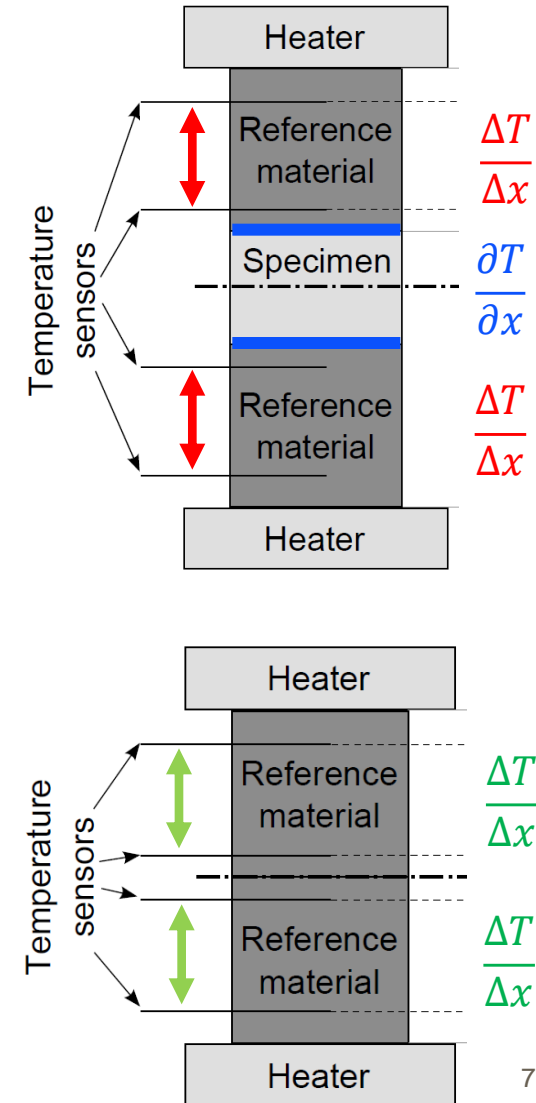 Heater
Temperature
sensors
Reference
material
ΔT
Δx
Specimen
∂T
∂x
Reference
material
ΔT
Δx
Heater
Heater
Temperature
sensors
Reference
material
ΔT
Δx
Reference
material
ΔT
Δx
Heater
7